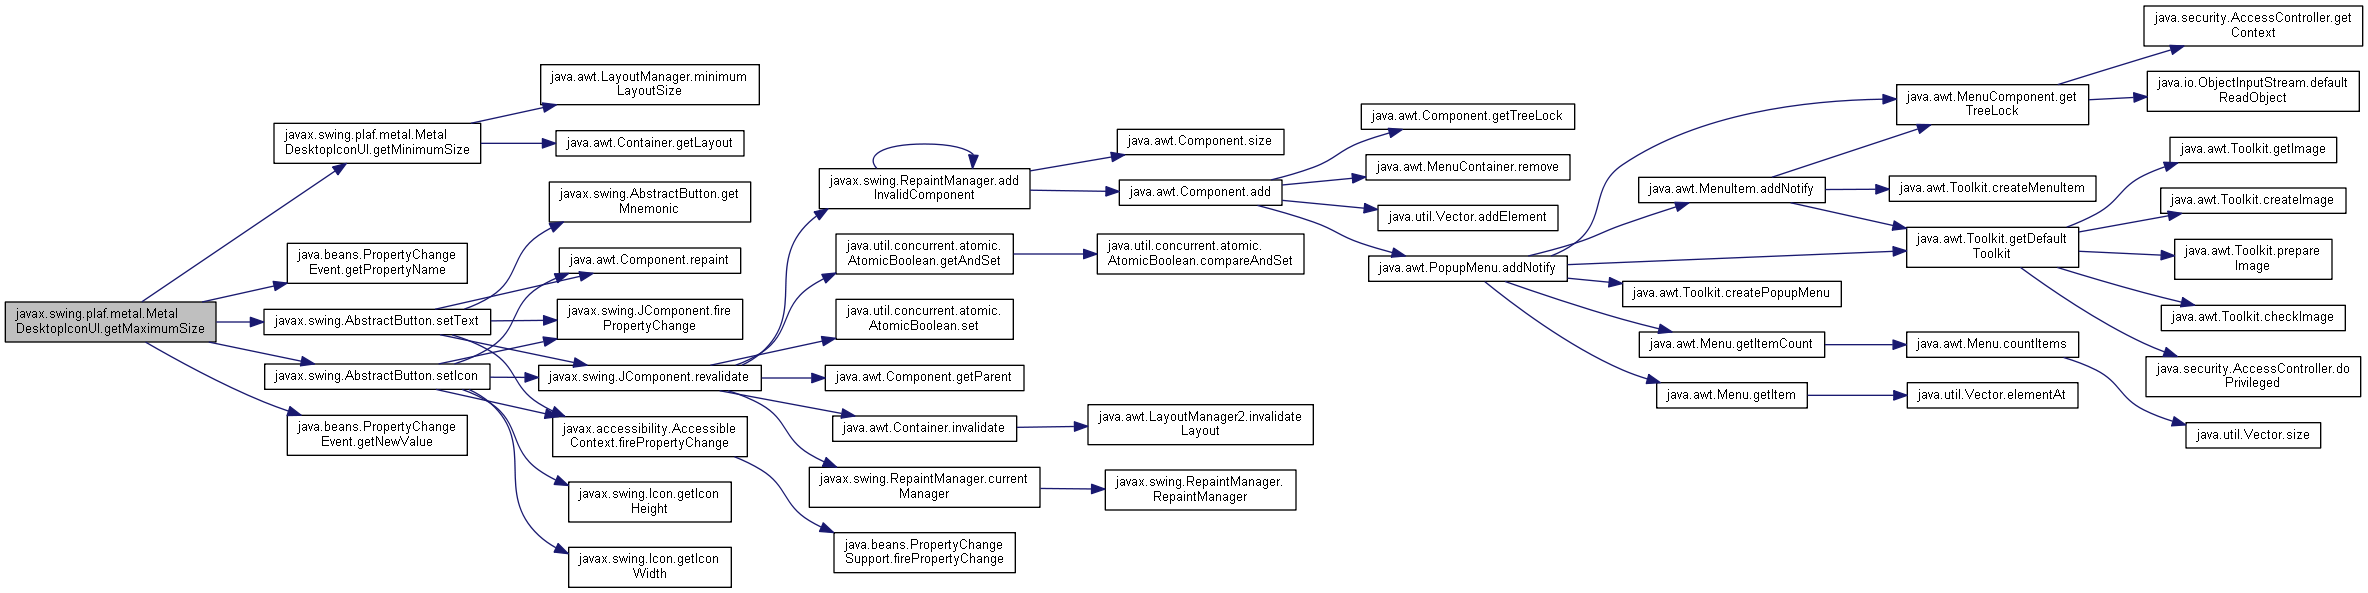 javax.swing.plaf.metal.Metal
DesktopIconUI.getMaximumSize
javax.swing.plaf.metal.Metal
DesktopIconUI.getMinimumSize
java.beans.PropertyChange
Event.getPropertyName
javax.swing.AbstractButton.setText
javax.swing.AbstractButton.setIcon
java.beans.PropertyChange
Event.getNewValue
java.awt.LayoutManager.minimum
LayoutSize
java.awt.Container.getLayout
javax.swing.AbstractButton.get
Mnemonic
java.awt.Component.repaint
javax.swing.JComponent.fire
PropertyChange
javax.swing.JComponent.revalidate
javax.accessibility.Accessible
Context.firePropertyChange
javax.swing.Icon.getIcon
Height
javax.swing.Icon.getIcon
Width
javax.swing.RepaintManager.add
InvalidComponent
java.util.concurrent.atomic.
AtomicBoolean.getAndSet
java.util.concurrent.atomic.
AtomicBoolean.set
java.awt.Component.getParent
java.awt.Container.invalidate
javax.swing.RepaintManager.current
Manager
java.beans.PropertyChange
Support.firePropertyChange
java.awt.Component.size
java.awt.Component.add
java.util.concurrent.atomic.
AtomicBoolean.compareAndSet
java.awt.LayoutManager2.invalidate
Layout
javax.swing.RepaintManager.
RepaintManager
java.awt.Component.getTreeLock
java.awt.MenuContainer.remove
java.util.Vector.addElement
java.awt.PopupMenu.addNotify
java.awt.MenuItem.addNotify
java.awt.Toolkit.createPopupMenu
java.awt.Menu.getItemCount
java.awt.Menu.getItem
java.awt.MenuComponent.get
TreeLock
java.awt.Toolkit.createMenuItem
java.awt.Toolkit.getDefault
Toolkit
java.awt.Menu.countItems
java.util.Vector.elementAt
java.security.AccessController.get
Context
java.io.ObjectInputStream.default
ReadObject
java.awt.Toolkit.getImage
java.awt.Toolkit.createImage
java.awt.Toolkit.prepare
Image
java.awt.Toolkit.checkImage
java.security.AccessController.do
Privileged
java.util.Vector.size